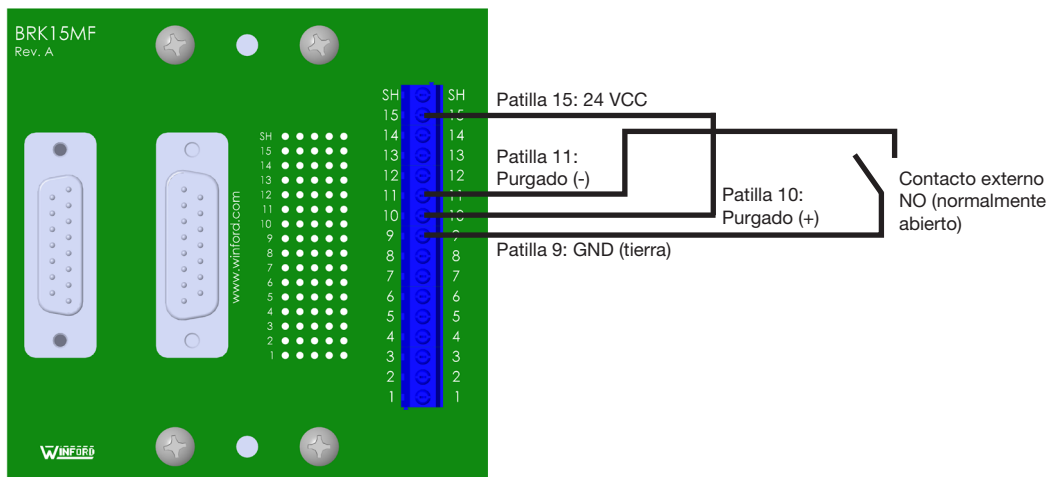 BRK15MF
Rev. A
SH
15
14
13
12
11
10
9
8
7
6
5
4
3
2
1
www.winford.com
WINFORD
SH SH
15 15
14 14
13 13
12 12
11 11
10 10
9 9
8 8
7 7
6 6
5 5
4 4
3 3
2 2
1 1
Patilla 15: 24 VCC
Patilla 11:
Purgado (-)
Patilla 10:
Purgado (+)
Patilla 9: GND (tierra)
Contacto externo
NO (normalmente
abierto)